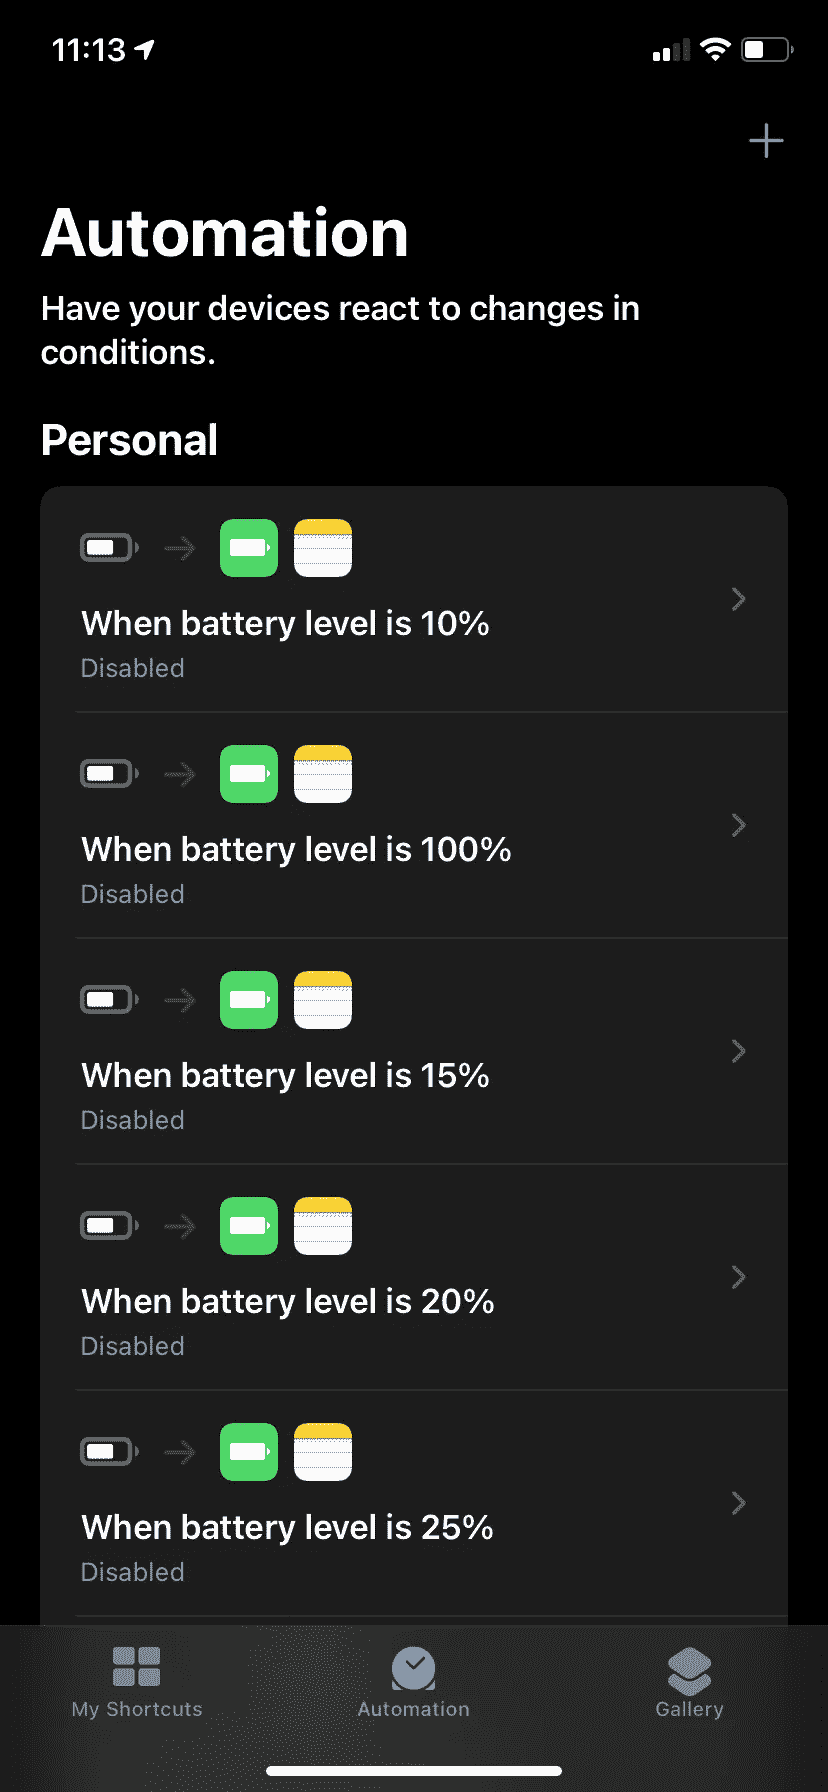 11:13
Automation
Have your devices react to changes in
conditions.
Personal
When battery level is 10%
Disabled
When battery level is 100%
Disabled
When battery level is 15%
Disabled
When battery level is 20%
Disabled
When battery level is 25%
Disabled
My Shortcuts
Automation
Gallery